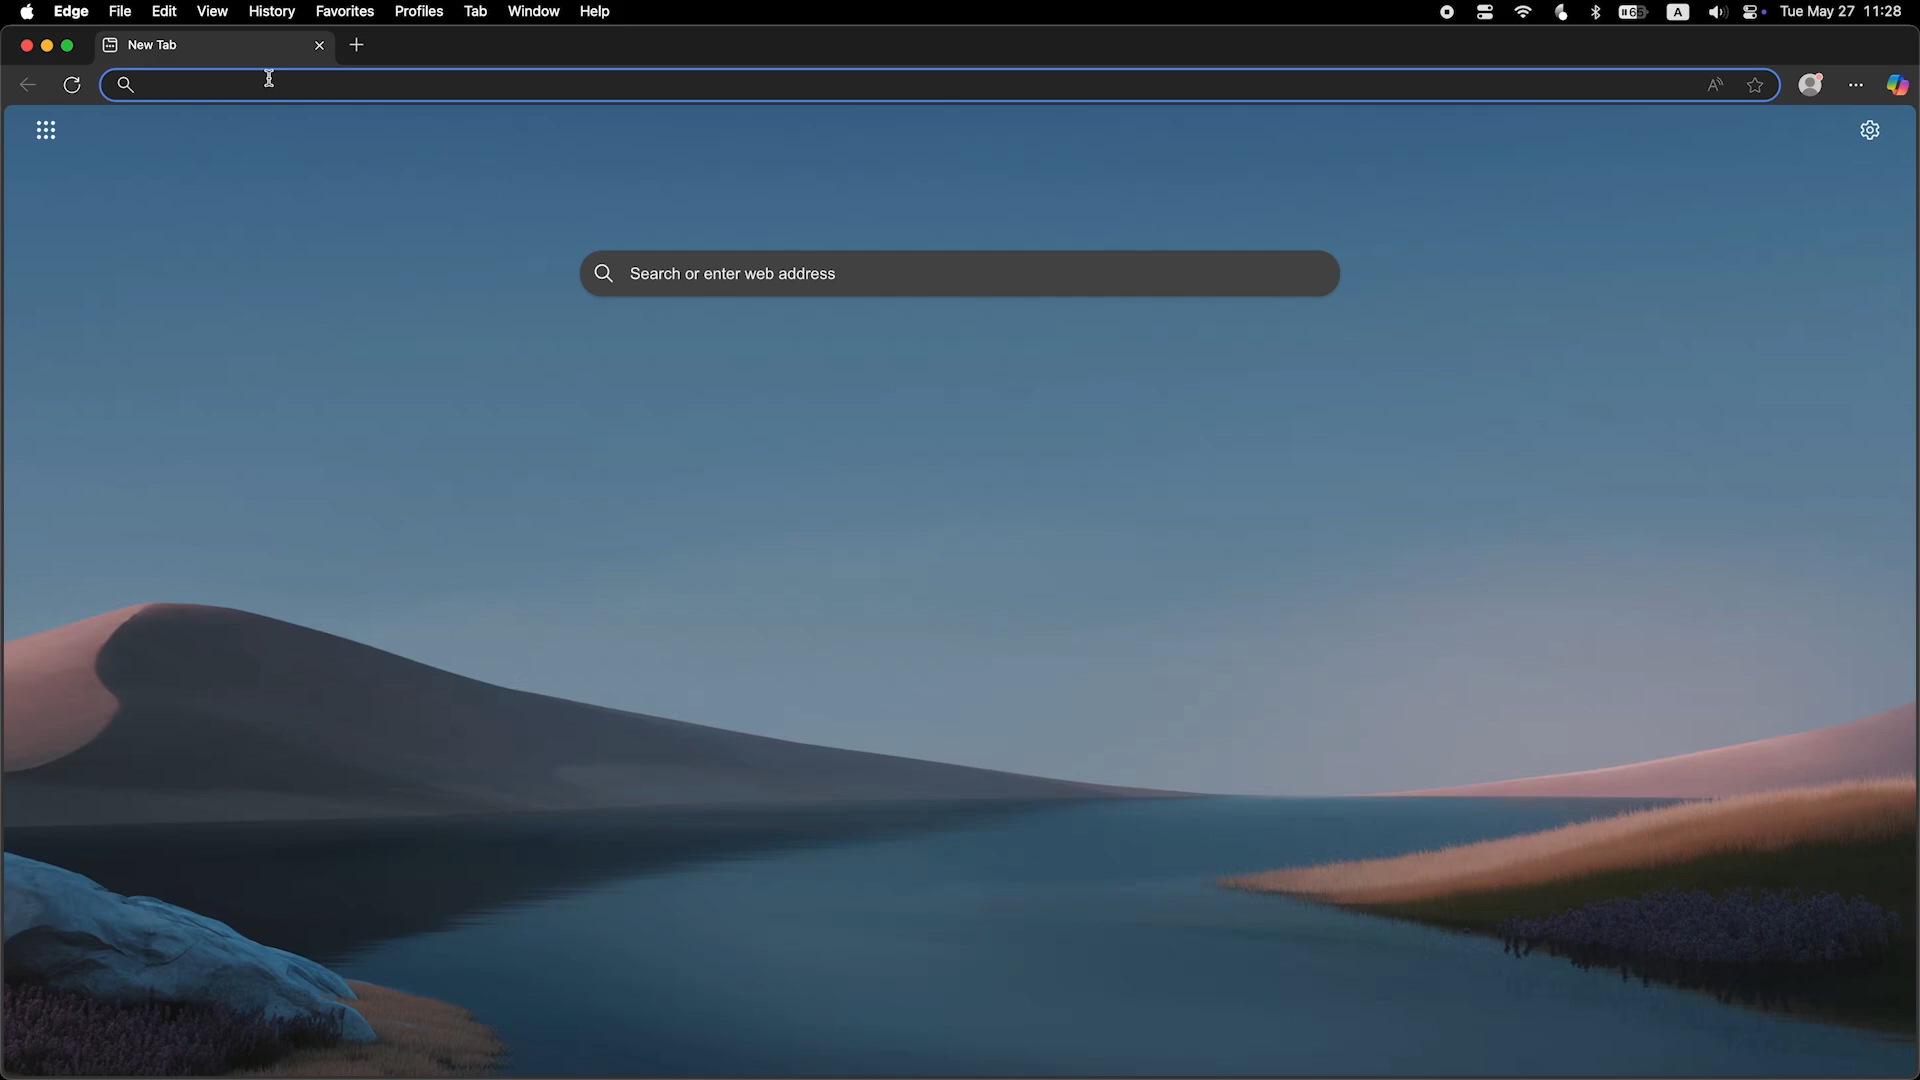 Edge File Edit View History Favorites Profiles Tab Window Help 65 A Tue May 27 11:28
New Tab
Search or enter web address